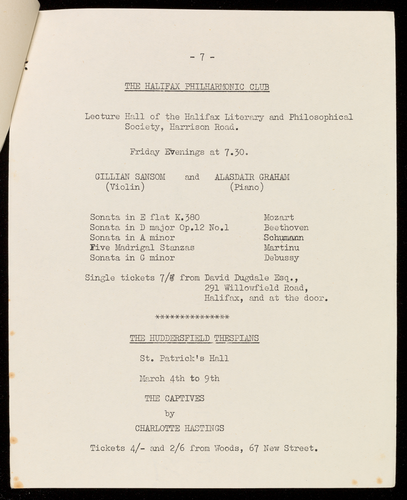 - 7 -
THE HALIFAX PHILHARMONIC CLUB
Lecture Hall of the Halifax Literary and Philosophical
Society, Harrison Road.
Friday Evenings at 7.30.
GILLIAN SANSOM and ALASDAIR GRAHAM
(Violin) (Piano)
Sonata in E flat K.380 Mozart
Sonata in D major Op.12 No.1 Beethoven
Sonata in A minor Schumann
Five Madrigal Stanzas Martinu
Sonata in G minor Debussy
Single tickets from David Dugdale Esq.,
291 Willowfield Road,
Halifax, and at the door.
***************
THE HUDDERSFIELD THESPIANS
St. Patrick's Hall
March 4th to 9th
THE CAPTIVES
by
CHARLOTTE HASTINGS
Tickets 4/- and 2/6 from Woods, 67 New Street.